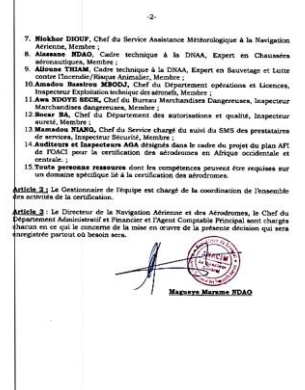 -2-
7. Niokhor DIOUF, Chef du Service Assistance Météorologique à la Navigation
Aérienne, Membre ;
8. Alassane NDAO, Cadre technique à la DNAA, Expert en Chaussées
aéronautiques, Membre ;
9. Alioune THIAM, Cadre technique à la DNAA, Expert en Sauvetage et Lutte
contre l'incendie/Risque Animalier, Membre ;
10. Amadou Bassirou MBODJ, Chef du Département opérations et Licences,
Inspecteur Exploitation technique des aéronefs, Membre ;
11. Awa NDOYE SECK, Chef du Bureau Marchandises Dangereuses, Inspecteur
Marchandises dangereuses, Membre ;
12. Bocar BA, Chef du Département des autorisations et qualité, Inspecteur
sureté, Membre ;
13. Mamadou NIANG, Chef du Service chargé du suivi du SMS des prestataires
de services, Inspecteur Sécurité, Membre ;
14. Auditeurs et Inspecteurs AGA désignés dans le cadre du projet du plan AFI
de l'OACI pour la certification des aérodromes en Afrique occidentale et
centrale. ;
15. Toute personne ressource dont les compétences peuvent être requises sur
un domaine spécifique lié à la certification des aérodromes.
Article 2 : Le Gestionnaire de l'équipe est chargé de la coordination de l'ensemble
des activités de la certification.
Article 3 : Le Directeur de la Navigation Aérienne et des Aérodromes, le Chef du
Département Administratif et Financier et l'Agent Comptable Principal sont chargés
chacun en ce qui le concerne de la mise en œuvre de la présente décision qui sera
enregistrée partout où besoin sera.
Magueye Marame NDAO